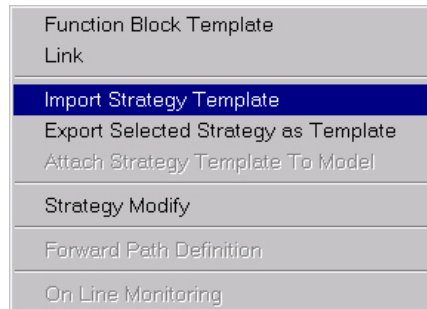 Function Block Template
Link
Import Strategy Template
Export Selected Strategy as Template
Attach Strategy Template To Model
Strategy Modify
Forward Path Definition
On Line Monitoring